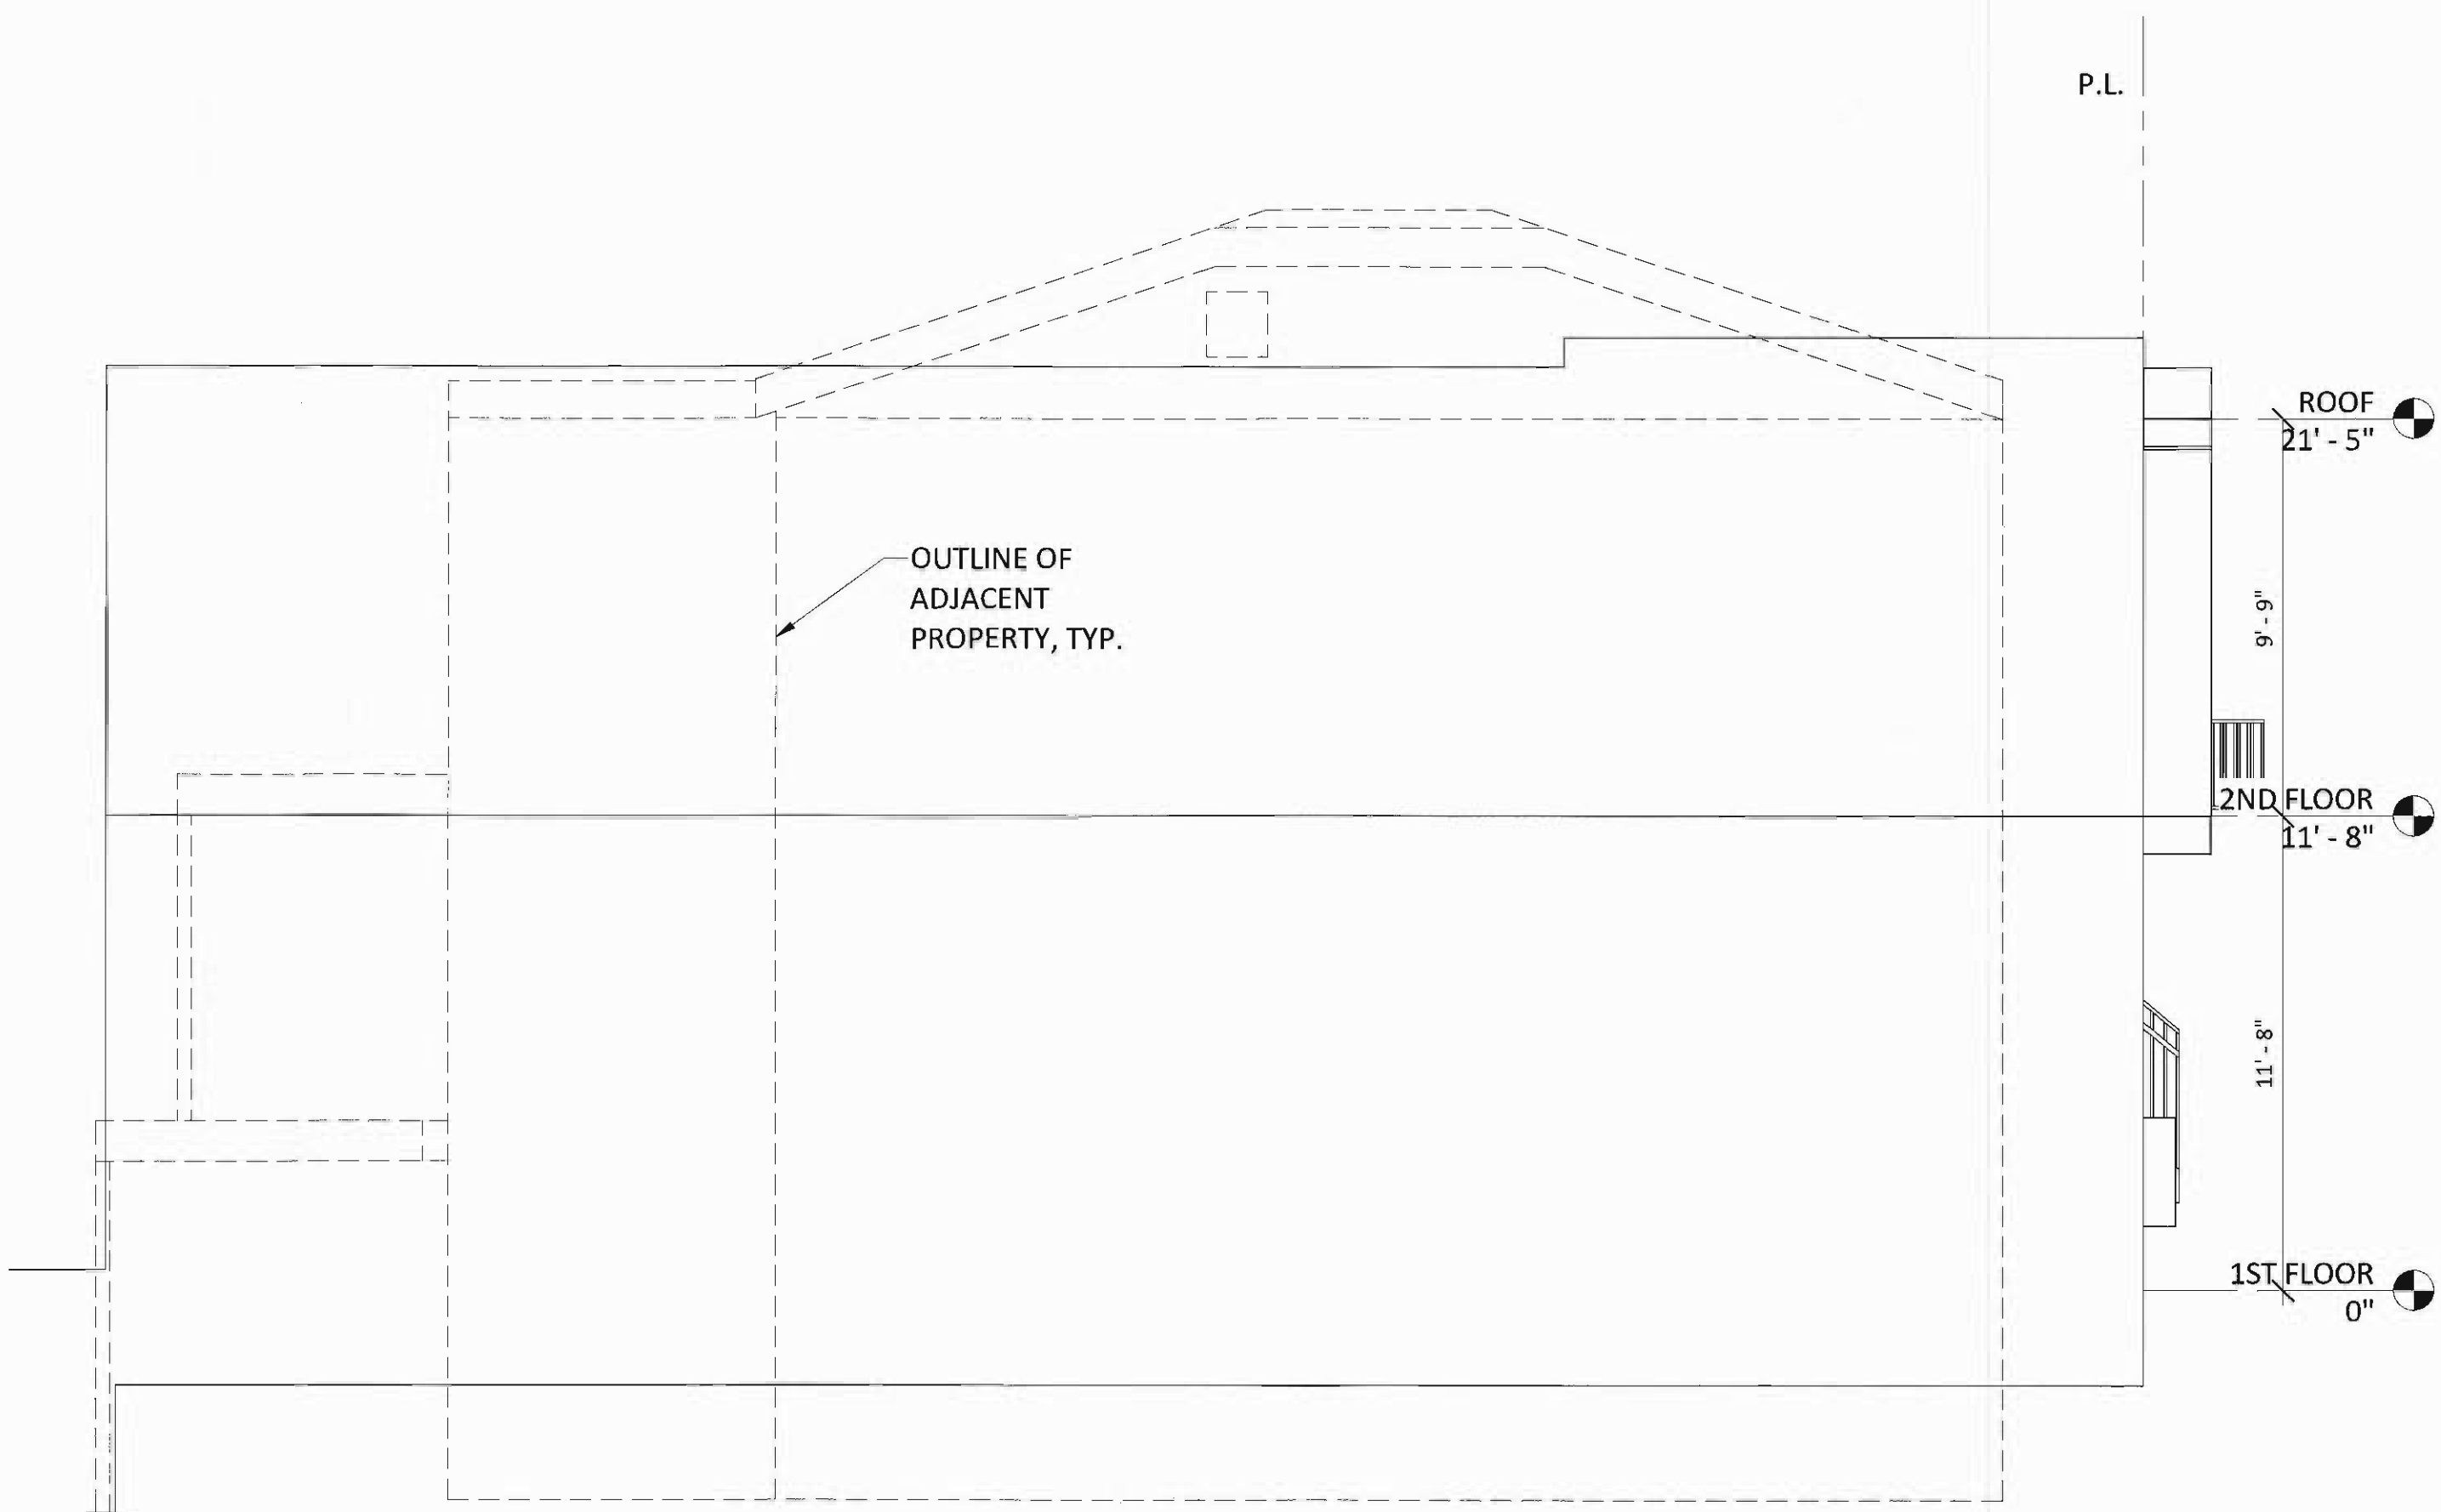 P.L.
ROOF
21' - 5"
OUTLINE OF
ADJACENT
PROPERTY, TYP.
9' - 9"
2ND FLOOR
11' - 8"
11' - 8"
1ST FLOOR
0"